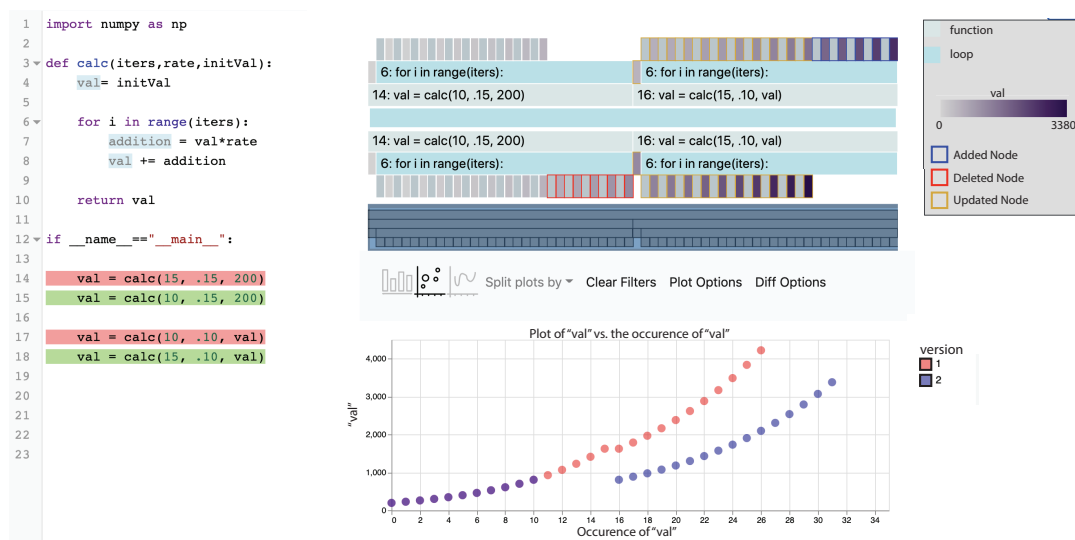 1 import numpy as np
2
3 def calc(iters,rate,initVal):
4 val= initVal
5
6 for i in range(iters):
7 addition = val*rate
8 val += addition
9
10 return val
11
12 if __name__=="__main__":
13
14 val = calc(15, .15, 200)
15 val = calc(10, .15, 200)
16
17 val = calc(10, .10, val)
18 val = calc(15, .10, val)
19
20
21
22
23
6: for i in range(iters): 6: for i in range(iters):
14: val = calc(10, .15, 200) 16: val = calc(15, .10, val)
14: val = calc(10, .15, 200) 16: val = calc(15, .10, val)
6: for i in range(iters): 6: for i in range(iters):
function
loop
val
0 3380
Added Node
Deleted Node
Updated Node
Split plots by Clear Filters Plot Options Diff Options
Plot of "val" vs. the occurence of "val"
"val"
4,000
3,000
2,000
1,000
0
0 2 4 6 8 10 12 14 16 18 20 22 24 26 28 30 32 34
Occurence of "val"
version
1
2